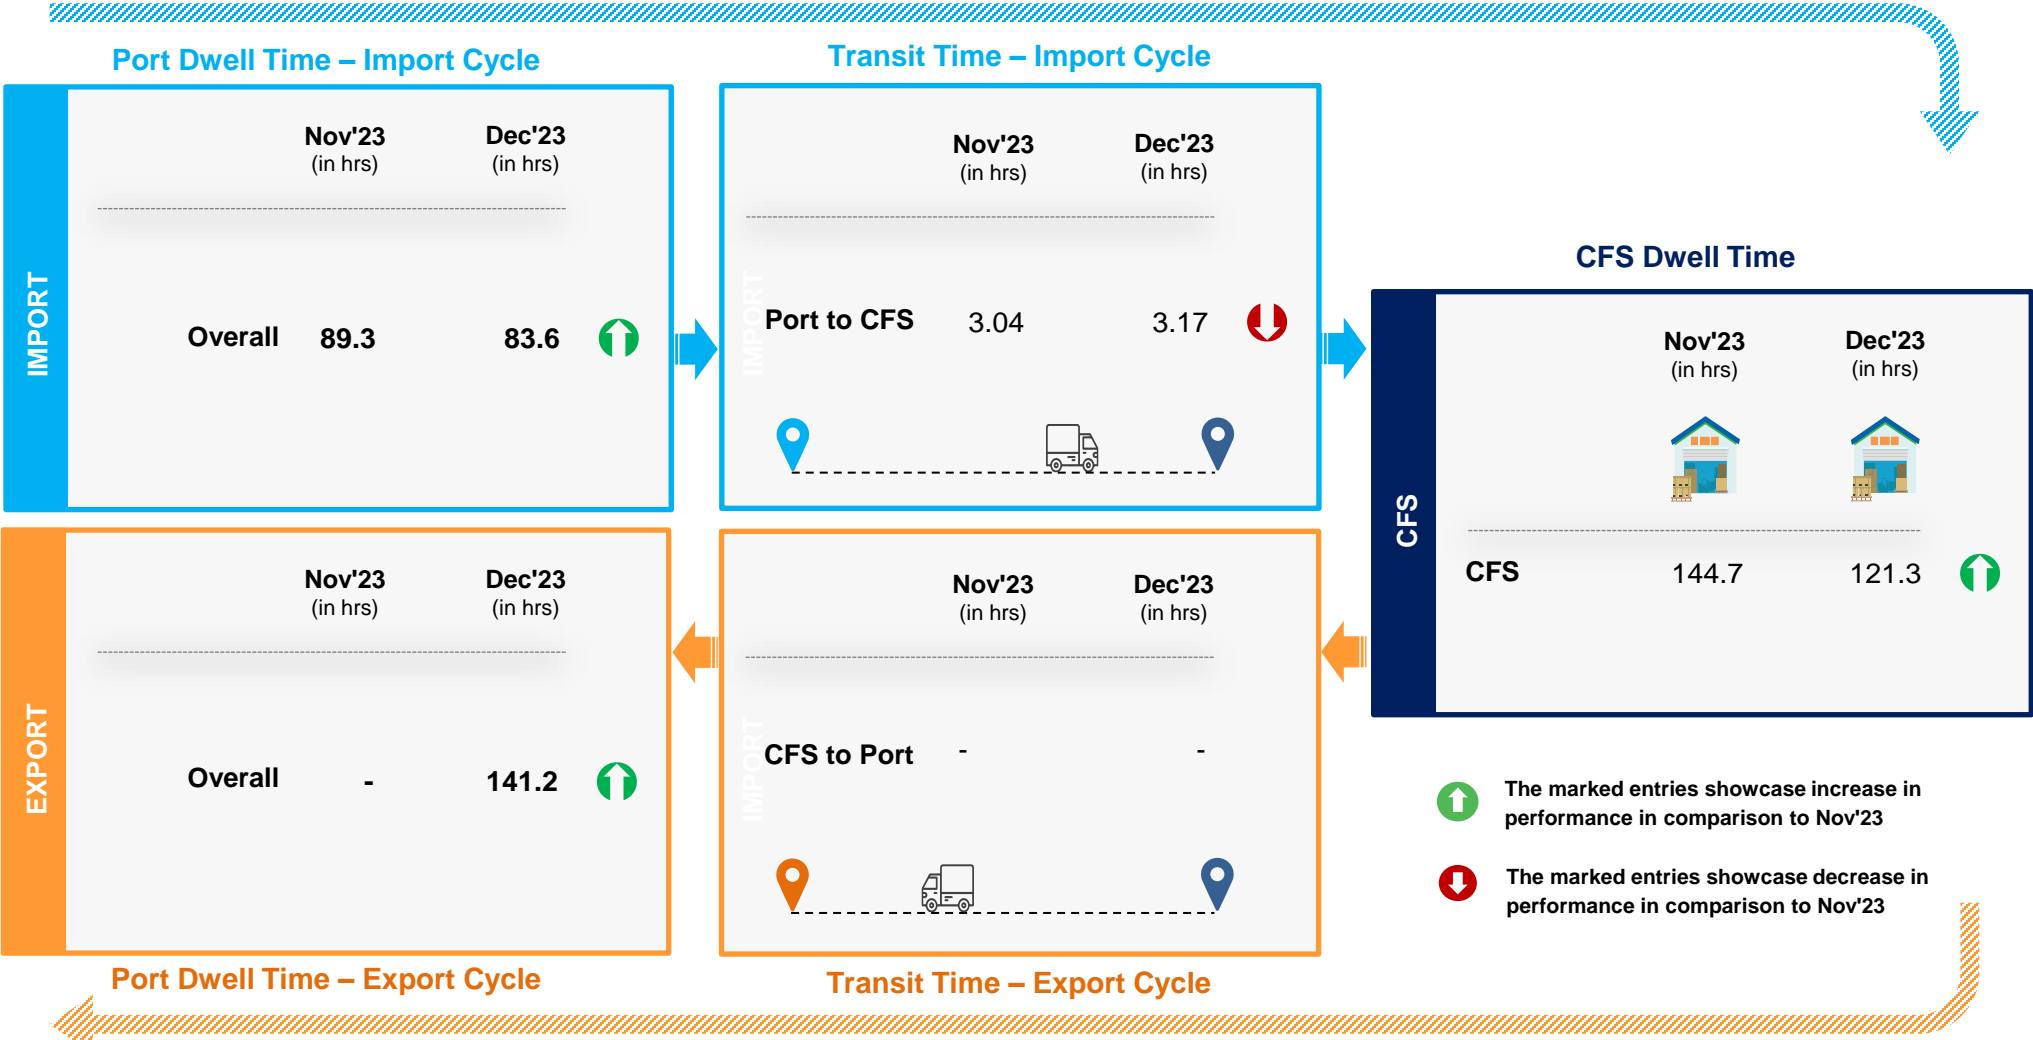 Port Dwell Time – Import Cycle
IMPORT
Nov'23 Dec'23
(in hrs) (in hrs)
Overall 89.3 83.6
Transit Time – Import Cycle
IMPORT
Nov'23 Dec'23
(in hrs) (in hrs)
Port to CFS 3.04 3.17
CFS Dwell Time
CFS
Nov'23 Dec'23
(in hrs) (in hrs)
CFS 144.7 121.3
EXPORT
Nov'23 Dec'23
(in hrs) (in hrs)
Overall - 141.2
Port Dwell Time – Export Cycle
IMPORT
Nov'23 Dec'23
(in hrs) (in hrs)
CFS to Port - -
Transit Time – Export Cycle
The marked entries showcase increase in
performance in comparison to Nov'23
The marked entries showcase decrease in
performance in comparison to Nov'23